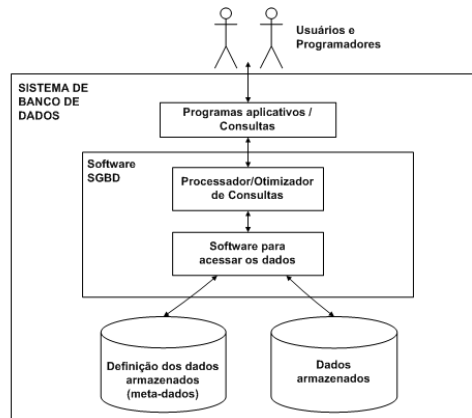 Usuários e
Programadores
SISTEMA DE
BANCO DE
DADOS
Programas aplicativos /
Consultas
Software
SGBD
Processador/Otimizador
de Consultas
Software para
acessar os dados
Definição dos dados
armazenados
(meta-dados)
Dados
armazenados